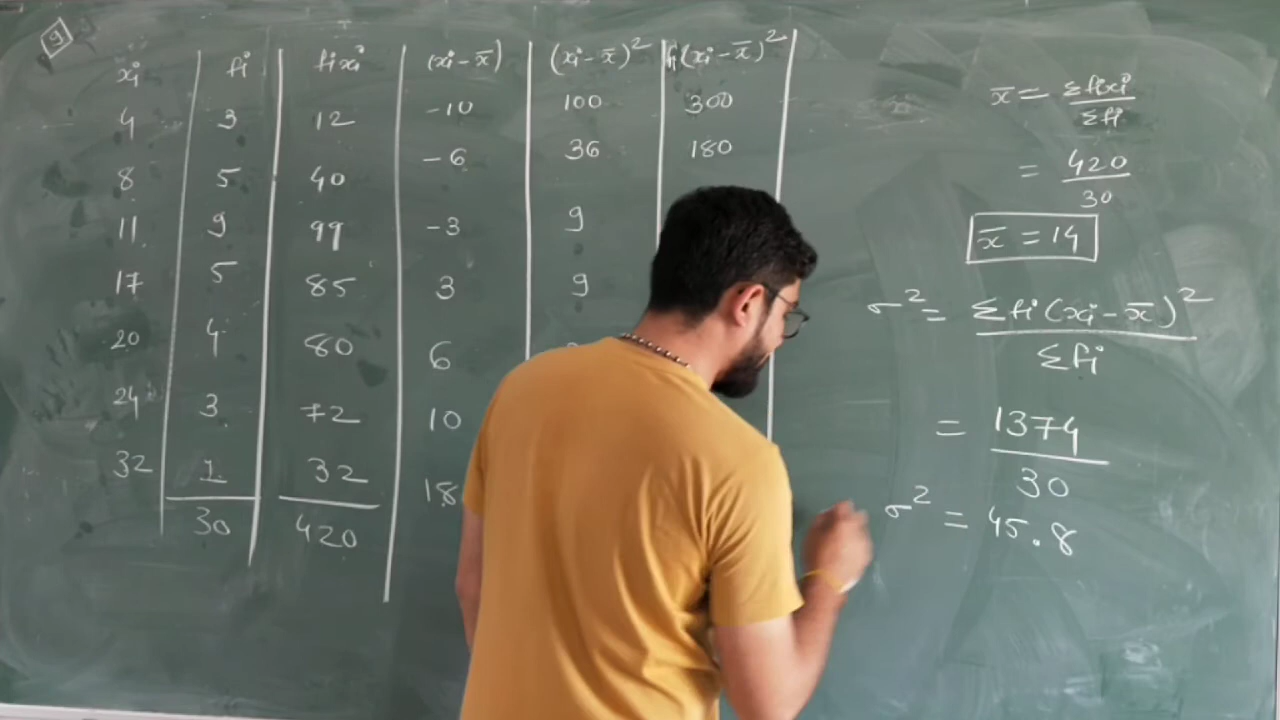 9
xi fi fixi (xi - x̄) (xi - x̄)² fi(xi - x̄)²
4 3 12 -10 100 300
8 5 40 -6 36 180
11 9 99 -3 9
17 5 85 3 9
20 4 80 6
24 3 72 10
32 1 32 18
30 420
x̄ = Σfixi / Σfi
= 420 / 30
x̄ = 14
σ² = Σfi(xi - x̄)² / Σfi
= 1374 / 30
σ² = 45.8